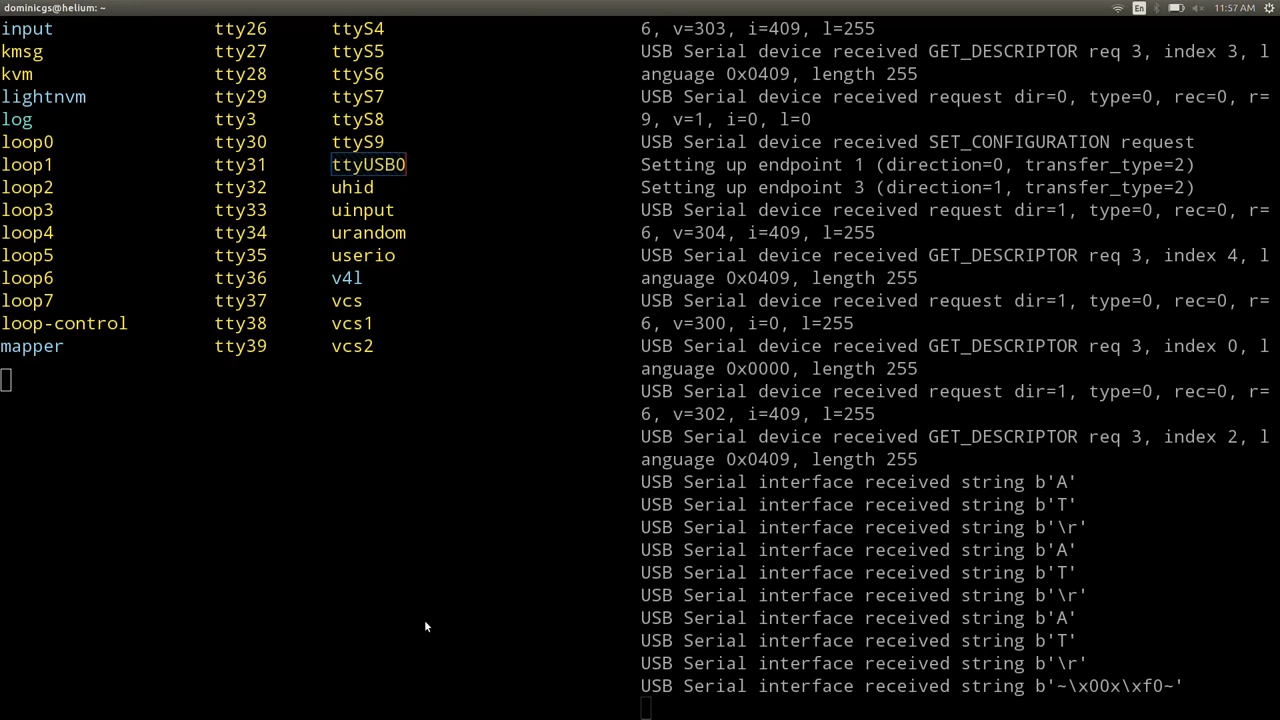 dominicgs@helium: ~
En
11:57 AM
input tty26 ttyS4
kmsg tty27 ttyS5
kvm tty28 ttyS6
lightnvm tty29 ttyS7
log tty3 ttyS8
loop0 tty30 ttyS9
loop1 tty31 ttyUSB0
loop2 tty32 uhid
loop3 tty33 uinput
loop4 tty34 urandom
loop5 tty35 userio
loop6 tty36 v4l
loop7 tty37 vcs
loop-control tty38 vcs1
mapper tty39 vcs2
6, v=303, i=409, l=255
USB Serial device received GET_DESCRIPTOR req 3, index 3, l
anguage 0x0409, length 255
USB Serial device received request dir=0, type=0, rec=0, r=
9, v=1, i=0, l=0
USB Serial device received SET_CONFIGURATION request
Setting up endpoint 1 (direction=0, transfer_type=2)
Setting up endpoint 3 (direction=1, transfer_type=2)
USB Serial device received request dir=1, type=0, rec=0, r=
6, v=304, i=409, l=255
USB Serial device received GET_DESCRIPTOR req 3, index 4, l
anguage 0x0409, length 255
USB Serial device received request dir=1, type=0, rec=0, r=
6, v=300, i=0, l=255
USB Serial device received GET_DESCRIPTOR req 3, index 0, l
anguage 0x0000, length 255
USB Serial device received request dir=1, type=0, rec=0, r=
6, v=302, i=409, l=255
USB Serial device received GET_DESCRIPTOR req 3, index 2, l
anguage 0x0409, length 255
USB Serial interface received string b'A'
USB Serial interface received string b'T'
USB Serial interface received string b'\r'
USB Serial interface received string b'A'
USB Serial interface received string b'T'
USB Serial interface received string b'\r'
USB Serial interface received string b'A'
USB Serial interface received string b'T'
USB Serial interface received string b'\r'
USB Serial interface received string b'~\x00x\xf0~'